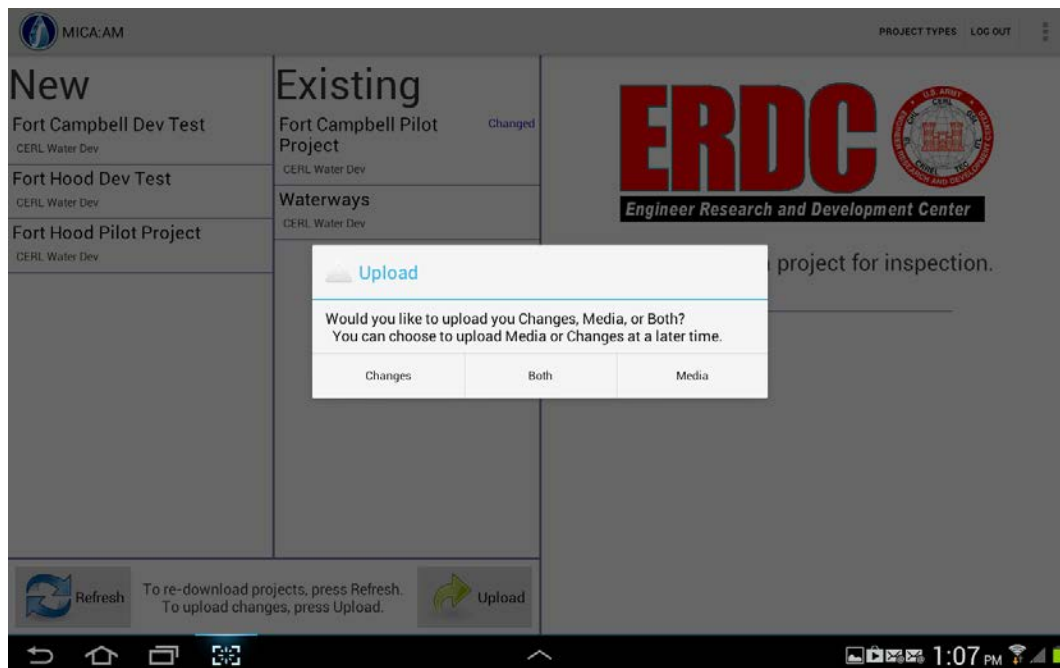 MICA:AM
PROJECT TYPES LOG OUT
New
Fort Campbell Dev Test
CERL Water Dev
Fort Hood Dev Test
CERL Water Dev
Fort Hood Pilot Project
CERL Water Dev
Existing
Fort Campbell Pilot Changed
Project
CERL Water Dev
Waterways
CERL Water Dev
ERDC
Engineer Research and Development Center
project for inspection.
Upload
Would you like to upload you Changes, Media, or Both?
You can choose to upload Media or Changes at a later time.
Changes Both Media
Refresh
To re-download projects, press Refresh.
To upload changes, press Upload.
Upload
1:07 PM